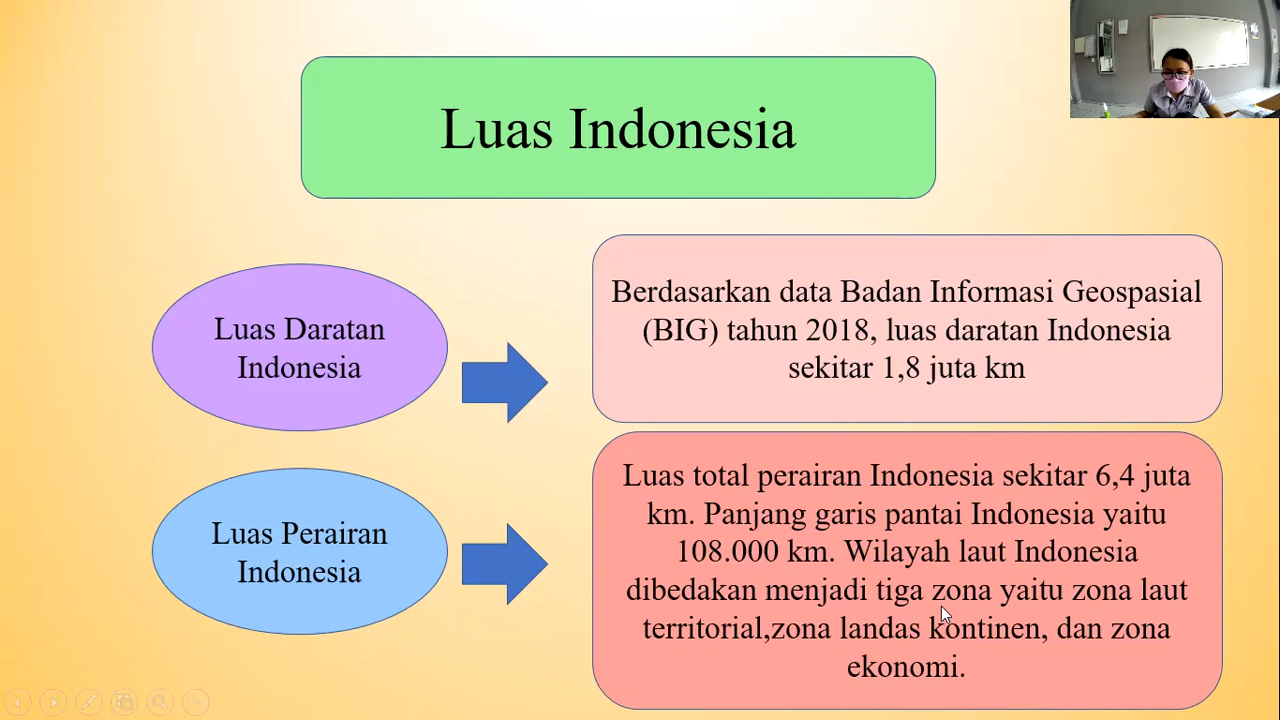 Luas Indonesia
Luas Daratan
Indonesia
Berdasarkan data Badan Informasi Geospasial
(BIG) tahun 2018, luas daratan Indonesia
sekitar 1,8 juta km
Luas Perairan
Indonesia
Luas total perairan Indonesia sekitar 6,4 juta
km. Panjang garis pantai Indonesia yaitu
108.000 km. Wilayah laut Indonesia
dibedakan menjadi tiga zona yaitu zona laut
territorial,zona landas kontinen, dan zona
ekonomi.